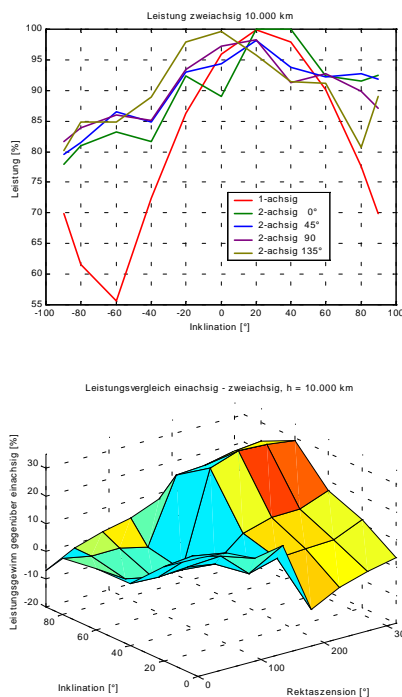 Leistung zweiachsig 10.000 km
100
95
90
85
80
75
70
65
60
55
Leistung [%]
1-achsig
2-achsig 0°
2-achsig 45°
2-achsig 90
2-achsig 135°
-100 -80 -60 -40 -20 0 20 40 60 80 100
Inklination [°]
Leistungsvergleich einachsig - zweiachsig, h = 10.000 km
30
20
10
0
-10
-20
Leistungsgewinn gegenüber einachsig [%]
80
60
40
20
0
Inklination [°]
0
100
200
300
Rektaszension [°]